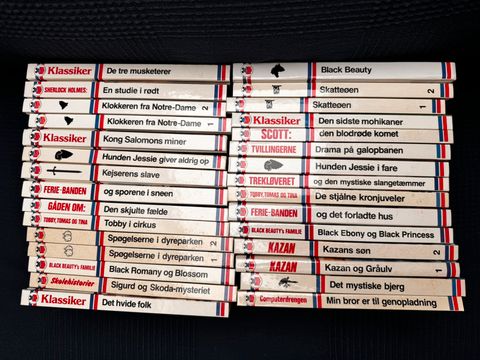 Klassiker De tre musketerer
SHERLOCK HOLMES: En studie i rødt
Klokkeren fra Notre-Dame 2
Klokkeren fra Notre-Dame 1
Klassiker Kong Salomons miner
Hunden Jessie giver aldrig op
Kejserens slave
FERIE-BANDEN og sporene i sneen
GÅDEN OM: Den skjulte fælde
TOBBY, TOMAS OG TINA Tobby i cirkus
Spøgelserne i dyreparken 2
Spøgelserne i dyreparken 1
BLACK BEAUTY'S FAMILIE Black Romany og Blossom
Skolehistorier Sigurd og Skoda-mysteriet
Klassiker Det hvide folk
Black Beauty
Skatteøen 2
Skatteøen 1
Klassiker Den sidste mohikaner
SCOTT: den blodrøde komet
TVILLINGERNE Drama på galopbanen
Hunden Jessie i fare
TREKLØVERET og den mystiske slangetæmmer
TOBBY, TOMAS OG TINA De stjålne kronjuveler
FERIE-BANDEN og det forladte hus
BLACK BEAUTY'S FAMILIE Black Ebony og Black Princess
KAZAN Kazans søn 2
KAZAN Kazan og Gråulv 1
Det mystiske bjerg
Computerdrengen Min bror er til genopladning